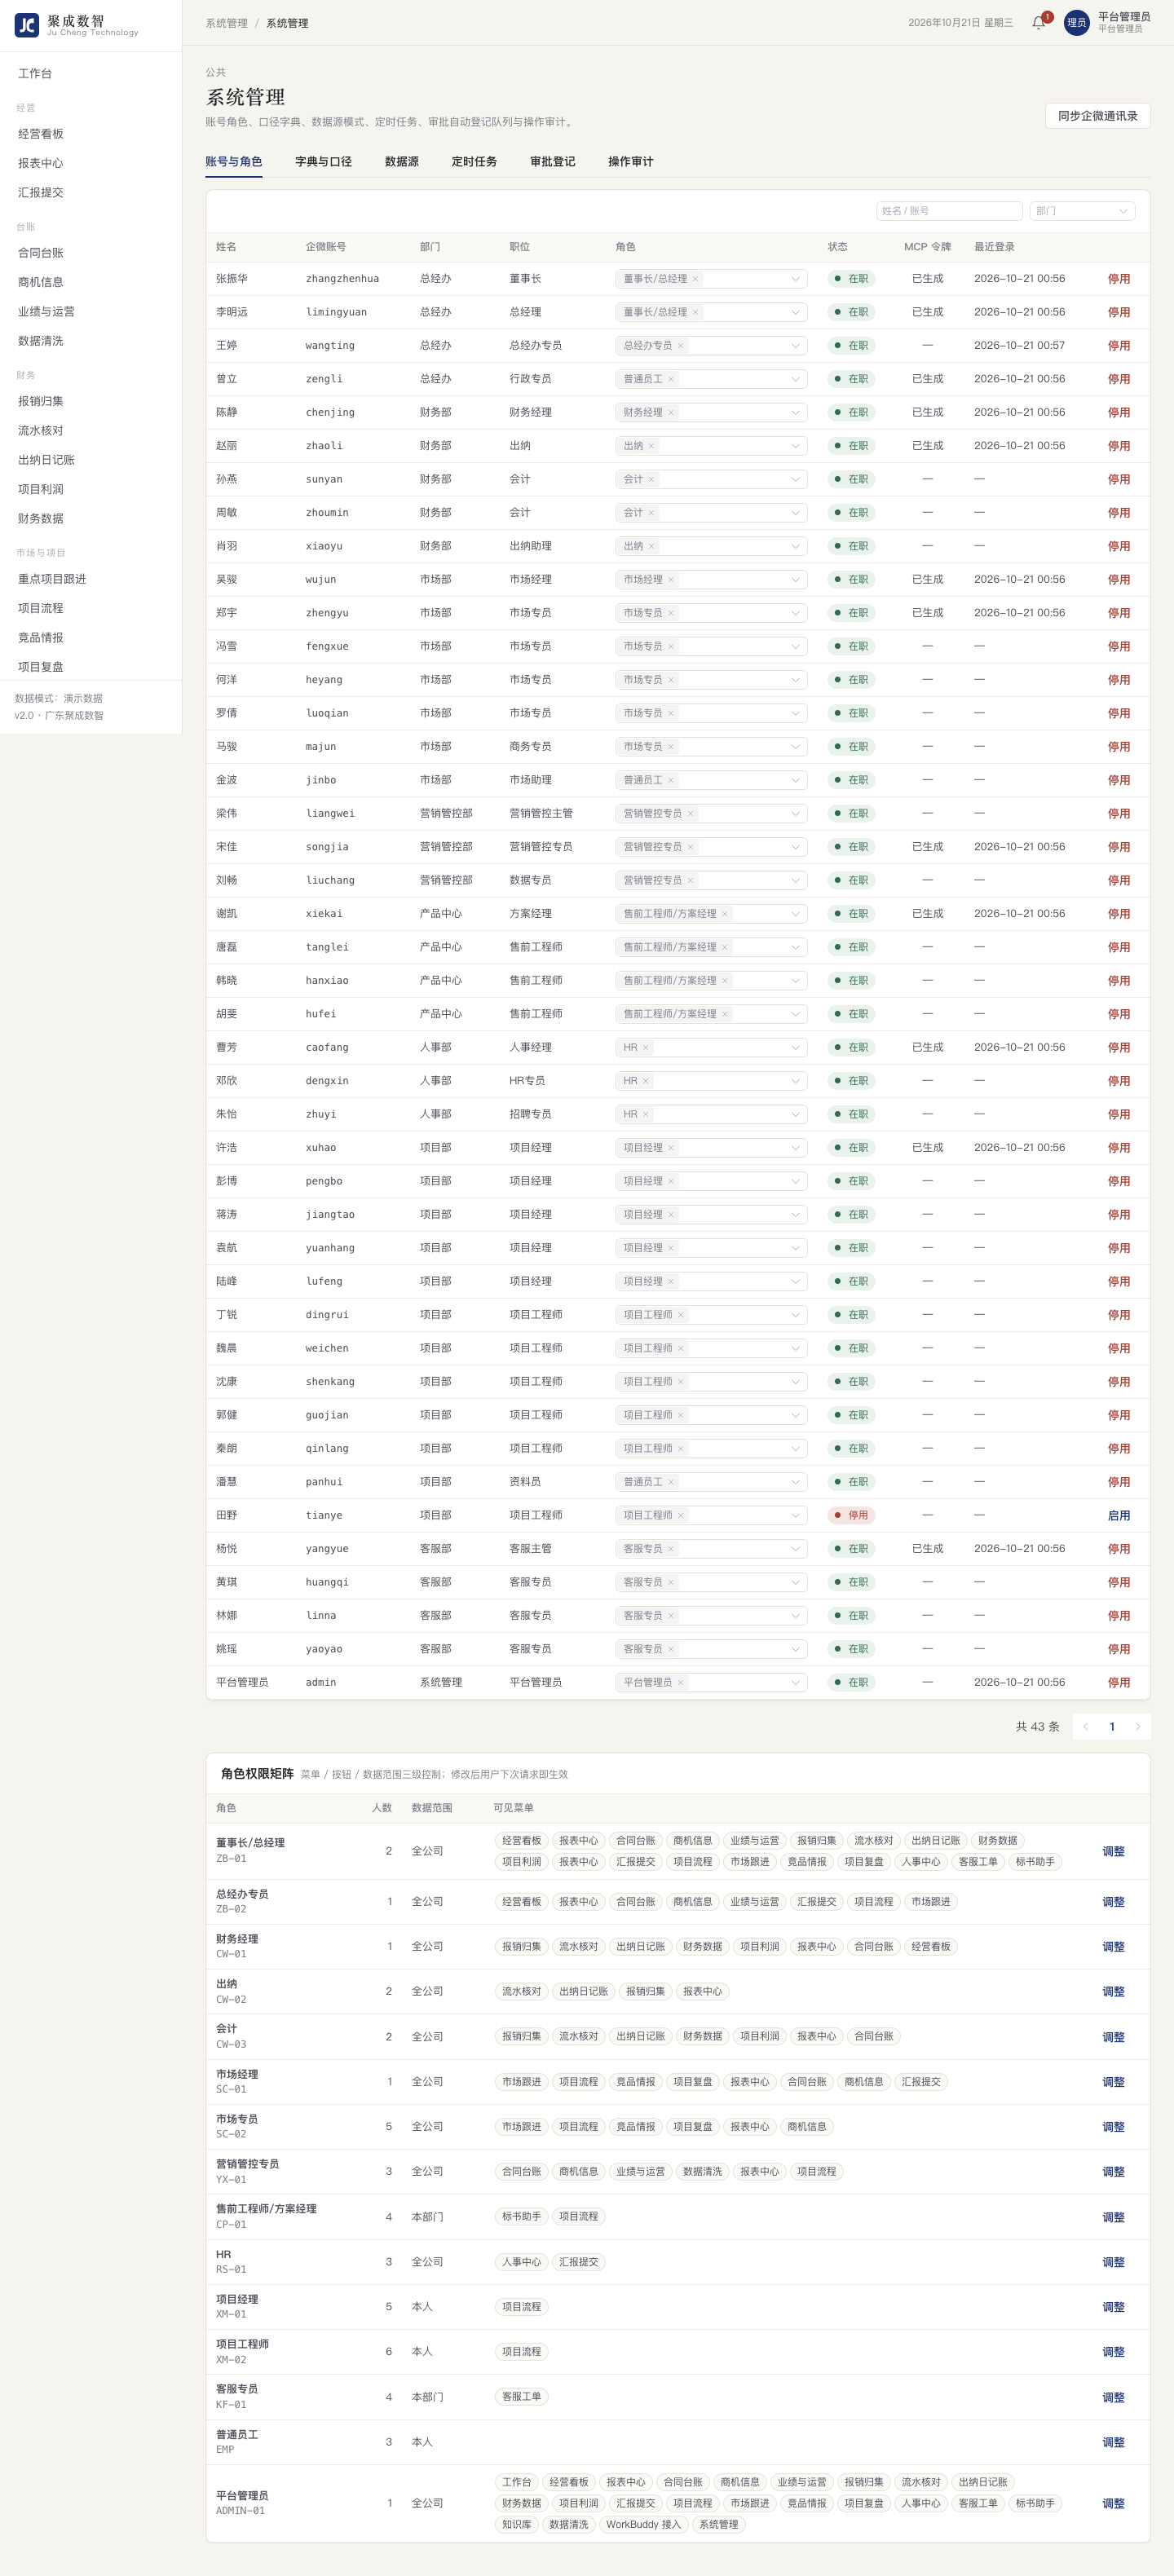 聚成数智
Ju Cheng Technology
系统管理 / 系统管理
2026年10月21日 星期三
1
理员
平台管理员
平台管理员
工作台
经营
经营看板
报表中心
汇报提交
台账
合同台账
商机信息
业绩与运营
数据清洗
财务
报销归集
流水核对
出纳日记账
项目利润
财务数据
市场与项目
重点项目跟进
项目流程
竞品情报
项目复盘
数据模式：演示数据
v2.0 · 广东聚成数智
公共
系统管理
账号角色、口径字典、数据源模式、定时任务、审批自动登记队列与操作审计。
同步企微通讯录
账号与角色 字典与口径 数据源 定时任务 审批登记 操作审计
姓名 / 账号 部门
姓名 企微账号 部门 职位 角色 状态 MCP 令牌 最近登录
张振华 zhangzhenhua 总经办 董事长 董事长/总经理 × 在职 已生成 2026-10-21 00:56 停用
李明远 limingyuan 总经办 总经理 董事长/总经理 × 在职 已生成 2026-10-21 00:56 停用
王婷 wangting 总经办 总经办专员 总经办专员 × 在职 — 2026-10-21 00:57 停用
曾立 zengli 总经办 行政专员 普通员工 × 在职 已生成 2026-10-21 00:56 停用
陈静 chenjing 财务部 财务经理 财务经理 × 在职 已生成 2026-10-21 00:56 停用
赵丽 zhaoli 财务部 出纳 出纳 × 在职 已生成 2026-10-21 00:56 停用
孙燕 sunyan 财务部 会计 会计 × 在职 — — 停用
周敏 zhoumin 财务部 会计 会计 × 在职 — — 停用
肖羽 xiaoyu 财务部 出纳助理 出纳 × 在职 — — 停用
吴骏 wujun 市场部 市场经理 市场经理 × 在职 已生成 2026-10-21 00:56 停用
郑宇 zhengyu 市场部 市场专员 市场专员 × 在职 已生成 2026-10-21 00:56 停用
冯雪 fengxue 市场部 市场专员 市场专员 × 在职 — — 停用
何洋 heyang 市场部 市场专员 市场专员 × 在职 — — 停用
罗倩 luoqian 市场部 市场专员 市场专员 × 在职 — — 停用
马骏 majun 市场部 商务专员 市场专员 × 在职 — — 停用
金波 jinbo 市场部 市场助理 普通员工 × 在职 — — 停用
梁伟 liangwei 营销管控部 营销管控主管 营销管控专员 × 在职 — — 停用
宋佳 songjia 营销管控部 营销管控专员 营销管控专员 × 在职 已生成 2026-10-21 00:56 停用
刘畅 liuchang 营销管控部 数据专员 营销管控专员 × 在职 — — 停用
谢凯 xiekai 产品中心 方案经理 售前工程师/方案经理 × 在职 已生成 2026-10-21 00:56 停用
唐磊 tanglei 产品中心 售前工程师 售前工程师/方案经理 × 在职 — — 停用
韩晓 hanxiao 产品中心 售前工程师 售前工程师/方案经理 × 在职 — — 停用
胡斐 hufei 产品中心 售前工程师 售前工程师/方案经理 × 在职 — — 停用
曹芳 caofang 人事部 人事经理 HR × 在职 已生成 2026-10-21 00:56 停用
邓欣 dengxin 人事部 HR专员 HR × 在职 — — 停用
朱怡 zhuyi 人事部 招聘专员 HR × 在职 — — 停用
许浩 xuhao 项目部 项目经理 项目经理 × 在职 已生成 2026-10-21 00:56 停用
彭博 pengbo 项目部 项目经理 项目经理 × 在职 — — 停用
蒋涛 jiangtao 项目部 项目经理 项目经理 × 在职 — — 停用
袁航 yuanhang 项目部 项目经理 项目经理 × 在职 — — 停用
陆峰 lufeng 项目部 项目经理 项目经理 × 在职 — — 停用
丁锐 dingrui 项目部 项目工程师 项目工程师 × 在职 — — 停用
魏晨 weichen 项目部 项目工程师 项目工程师 × 在职 — — 停用
沈康 shenkang 项目部 项目工程师 项目工程师 × 在职 — — 停用
郭健 guojian 项目部 项目工程师 项目工程师 × 在职 — — 停用
秦朗 qinlang 项目部 项目工程师 项目工程师 × 在职 — — 停用
潘慧 panhui 项目部 资料员 普通员工 × 在职 — — 停用
田野 tianye 项目部 项目工程师 项目工程师 × 停用 — — 启用
杨悦 yangyue 客服部 客服主管 客服专员 × 在职 已生成 2026-10-21 00:56 停用
黄琪 huangqi 客服部 客服专员 客服专员 × 在职 — — 停用
林娜 linna 客服部 客服专员 客服专员 × 在职 — — 停用
姚瑶 yaoyao 客服部 客服专员 客服专员 × 在职 — — 停用
平台管理员 admin 系统管理 平台管理员 平台管理员 × 在职 — 2026-10-21 00:56 停用
共 43 条 1
角色权限矩阵 菜单 / 按钮 / 数据范围三级控制；修改后用户下次请求即生效
角色 人数 数据范围 可见菜单
董事长/总经理 ZB-01 2 全公司 经营看板 报表中心 合同台账 商机信息 业绩与运营 报销归集 流水核对 出纳日记账 财务数据
项目利润 报表中心 汇报提交 项目流程 市场跟进 竞品情报 项目复盘 人事中心 客服工单 标书助手 调整
总经办专员 ZB-02 1 全公司 经营看板 报表中心 合同台账 商机信息 业绩与运营 汇报提交 项目流程 市场跟进 调整
财务经理 CW-01 1 全公司 报销归集 流水核对 出纳日记账 财务数据 项目利润 报表中心 合同台账 经营看板 调整
出纳 CW-02 2 全公司 流水核对 出纳日记账 报销归集 报表中心 调整
会计 CW-03 2 全公司 报销归集 流水核对 出纳日记账 财务数据 项目利润 报表中心 合同台账 调整
市场经理 SC-01 1 全公司 市场跟进 项目流程 竞品情报 项目复盘 报表中心 合同台账 商机信息 汇报提交 调整
市场专员 SC-02 5 全公司 市场跟进 项目流程 竞品情报 项目复盘 报表中心 商机信息 调整
营销管控专员 YX-01 3 全公司 合同台账 商机信息 业绩与运营 数据清洗 报表中心 项目流程 调整
售前工程师/方案经理 CP-01 4 本部门 标书助手 项目流程 调整
HR RS-01 3 全公司 人事中心 汇报提交 调整
项目经理 XM-01 5 本人 项目流程 调整
项目工程师 XM-02 6 本人 项目流程 调整
客服专员 KF-01 4 本部门 客服工单 调整
普通员工 EMP 3 本人 调整
平台管理员 ADMIN-01 1 全公司 工作台 经营看板 报表中心 合同台账 商机信息 业绩与运营 报销归集 流水核对 出纳日记账
财务数据 项目利润 汇报提交 项目流程 市场跟进 竞品情报 项目复盘 人事中心 客服工单 标书助手 调整
知识库 数据清洗 WorkBuddy 接入 系统管理